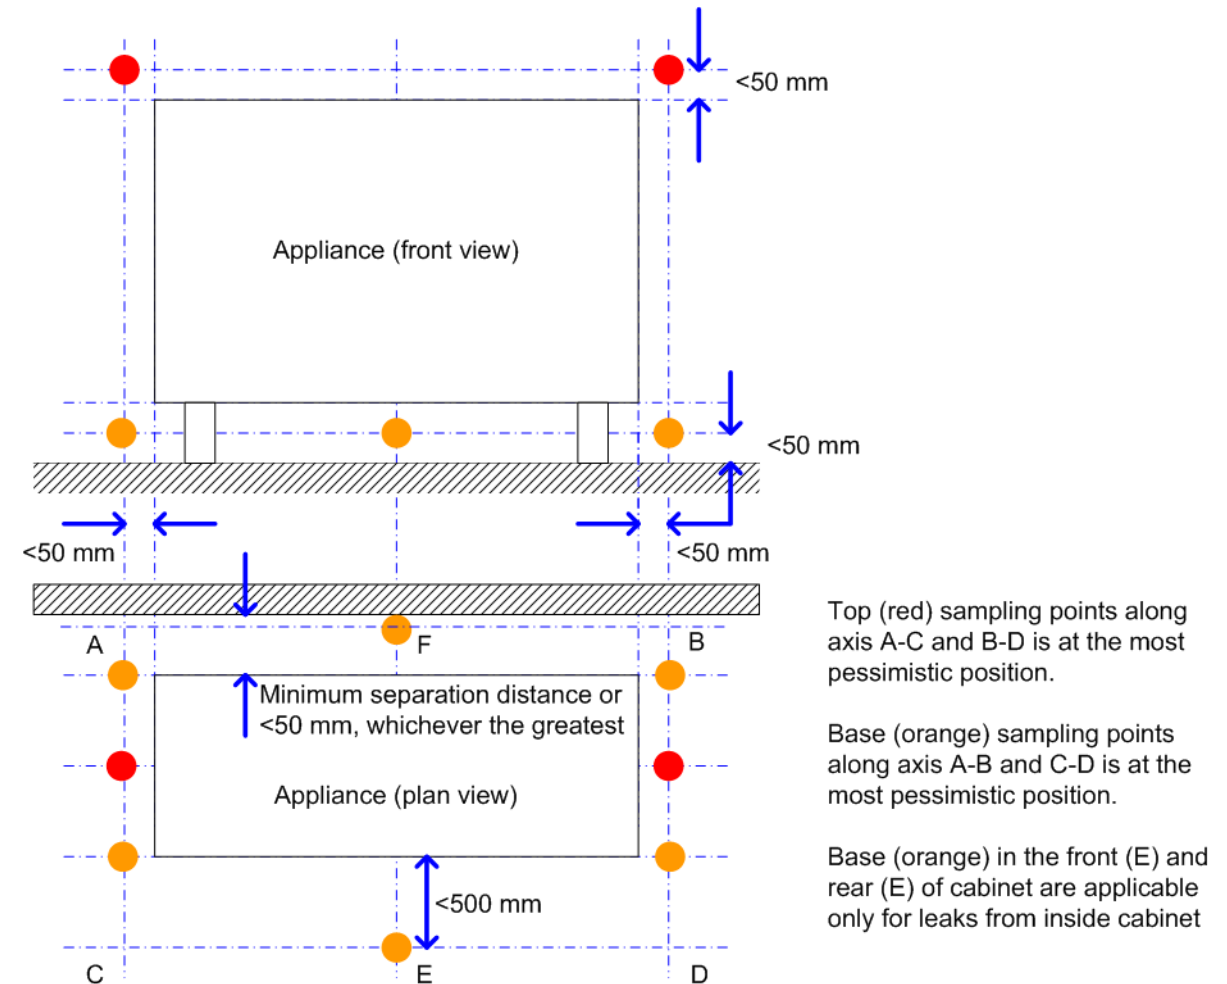 <50 mm
Appliance (front view)
<50 mm
<50 mm
<50 mm
A
F
B
Minimum separation distance or
<50 mm, whichever the greatest
Appliance (plan view)
<500 mm
C
E
D
Top (red) sampling points along
axis A-C and B-D is at the most
pessimistic position.
Base (orange) sampling points
along axis A-B and C-D is at the
most pessimistic position.
Base (orange) in the front (E) and
rear (E) of cabinet are applicable
only for leaks from inside cabinet